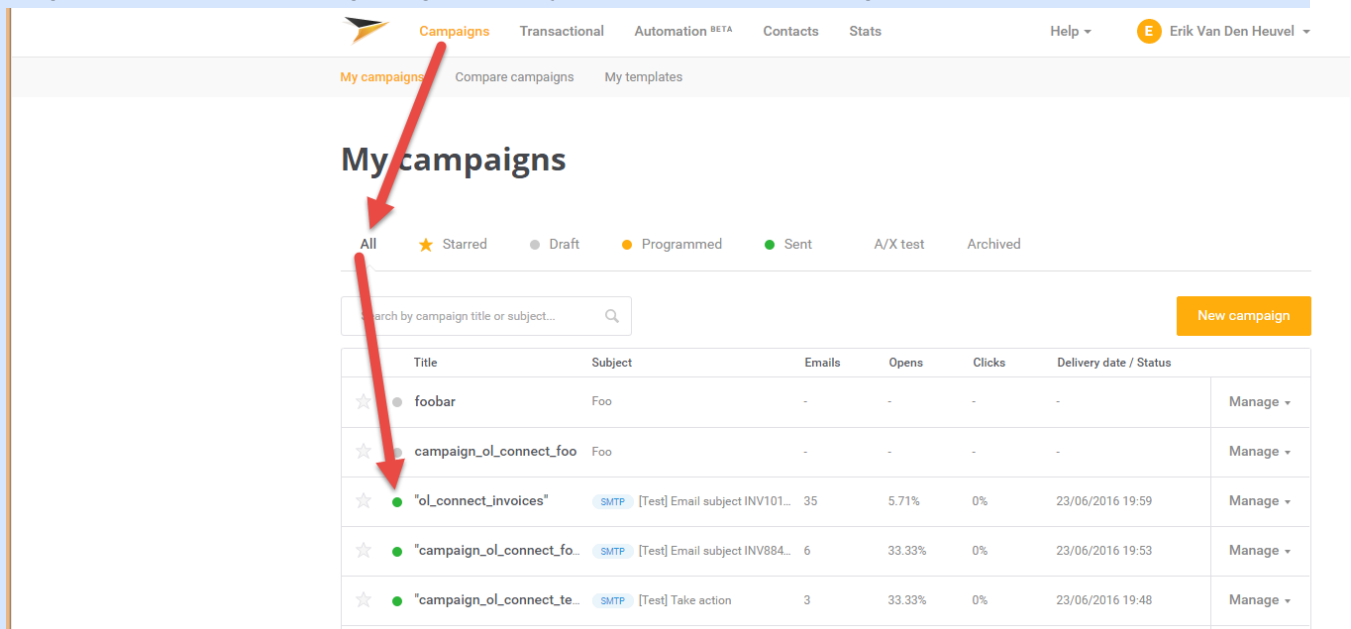 Campaigns Transactional Automation BETA Contacts Stats Help E Erik Van Den Heuvel
My campaigns Compare campaigns My templates
My campaigns
All Starred Draft Programmed Sent A/X test Archived
Search by campaign title or subject... New campaign
Title Subject Emails Opens Clicks Delivery date / Status
foobar Foo - - - - Manage
campaign_ol_connect_foo Foo - - - - Manage
"ol_connect_invoices" SMTP [Test] Email subject INV101... 35 5.71% 0% 23/06/2016 19:59 Manage
"campaign_ol_connect_fo... SMTP [Test] Email subject INV884... 6 33.33% 0% 23/06/2016 19:53 Manage
"campaign_ol_connect_te... SMTP [Test] Take action 3 33.33% 0% 23/06/2016 19:48 Manage